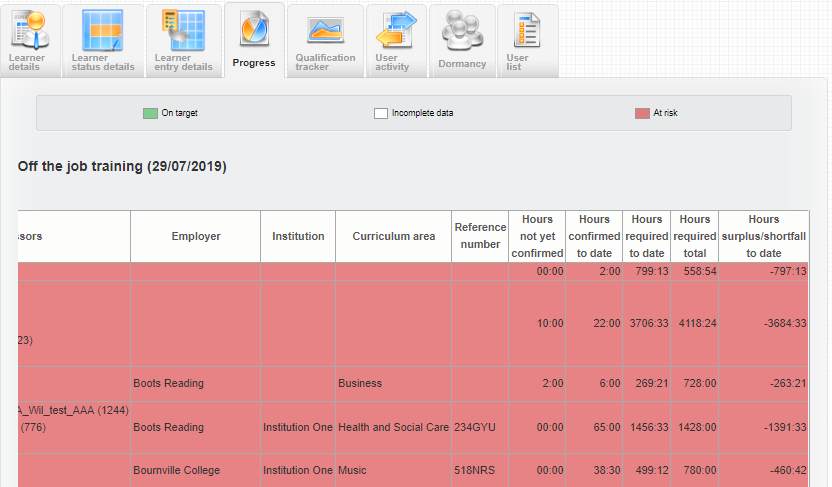 Learner details
Learner status details
Learner entry details
Progress
Qualification tracker
User activity
Dormancy
User list
On target
Incomplete data
At risk
Off the job training (29/07/2019)
ssors Employer Institution Curriculum area Reference number Hours not yet confirmed Hours confirmed to date Hours required to date Hours required total Hours surplus/shortfall to date
00:00 2:00 799:13 558:54 -797:13
10:00 22:00 3706:33 4118:24 -3684:33
23)
Boots Reading Business 2:00 6:00 269:21 728:00 -263:21
A_Wil_test_AAA (1244)
(776) Boots Reading Institution One Health and Social Care 234GYU 00:00 65:00 1456:33 1428:00 -1391:33
Bournville College Institution One Music 518NRS 00:00 38:30 499:12 780:00 -460:42